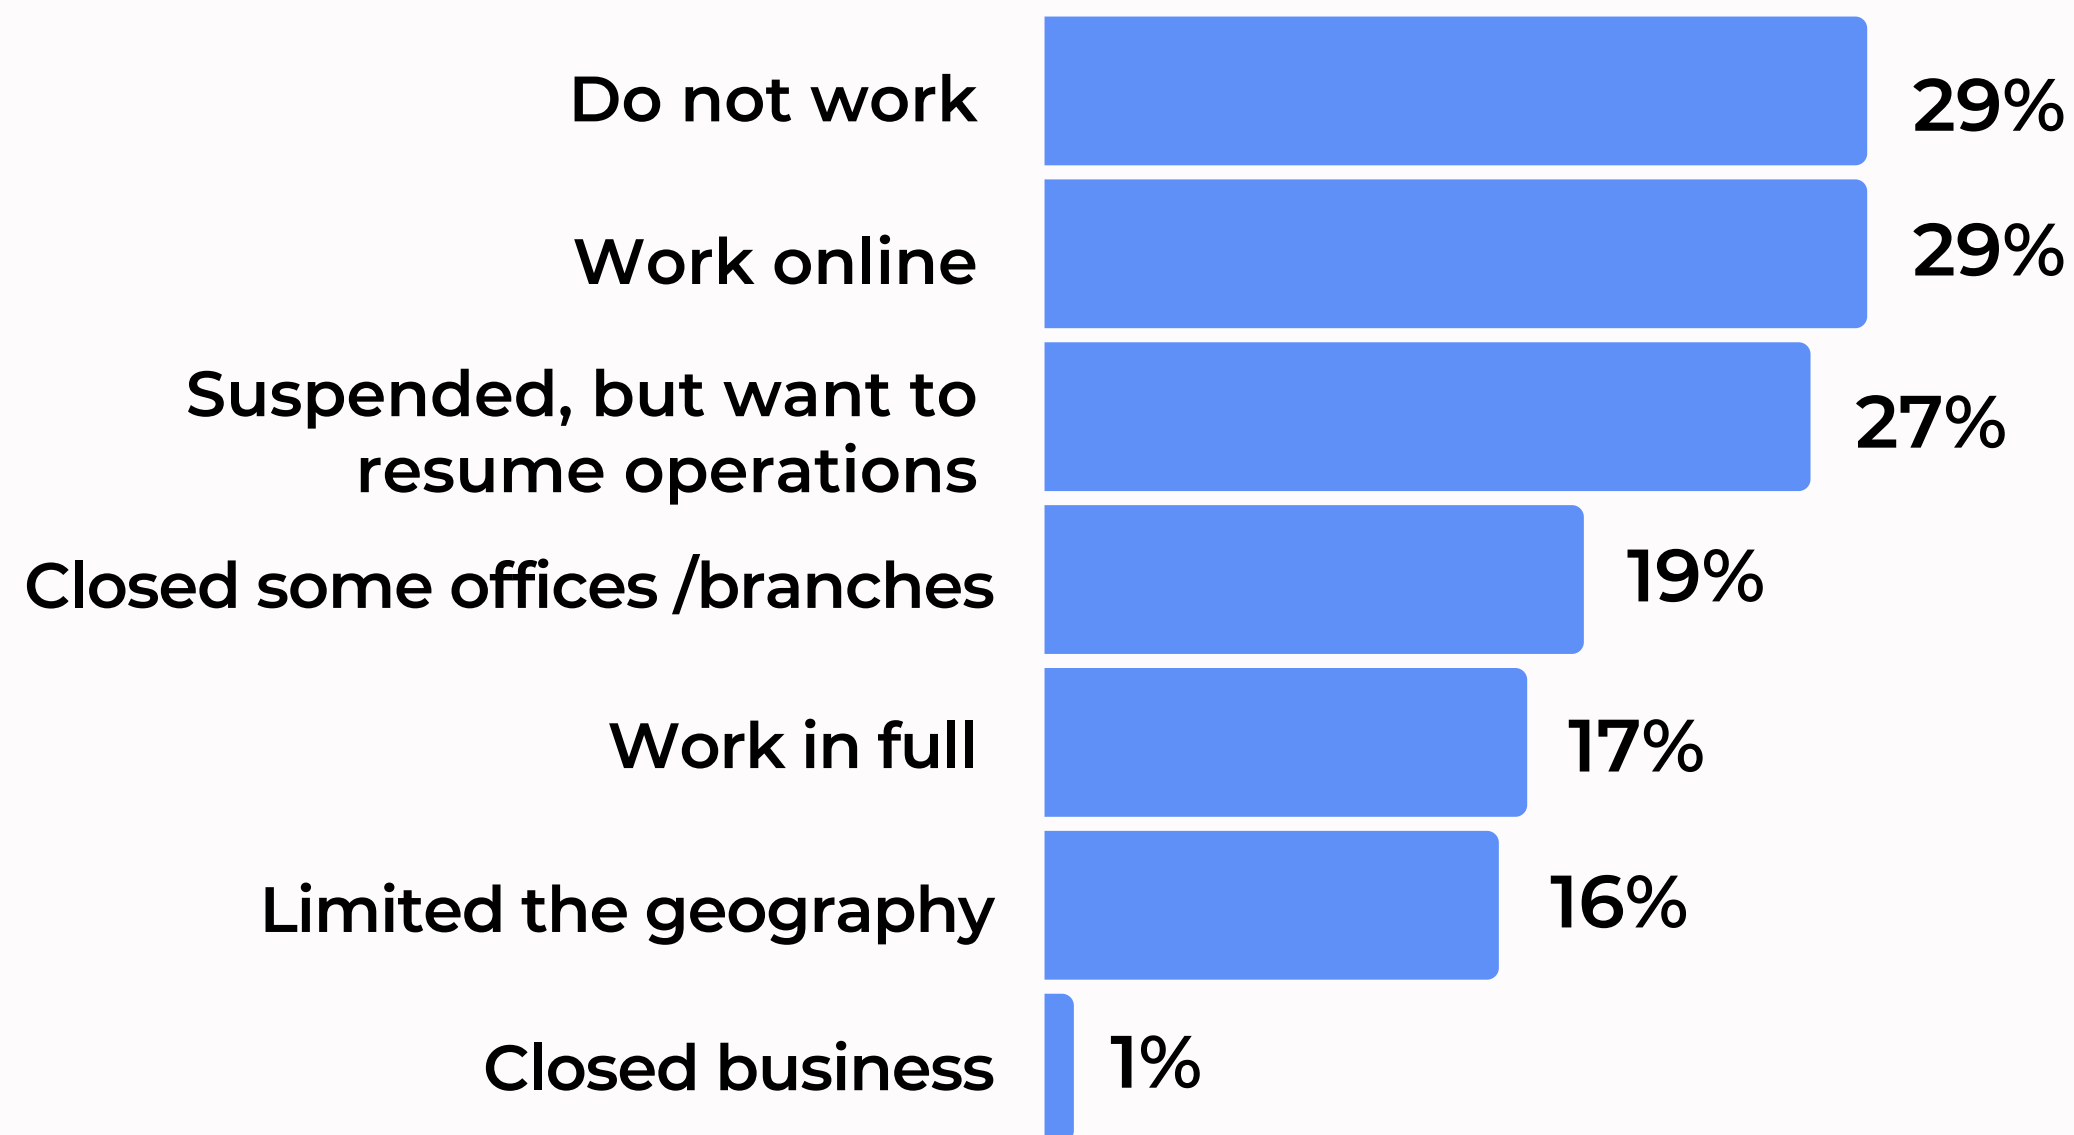 Do not work 29%
Work online 29%
Suspended, but want to
resume operations 27%
Closed some offices /branches 19%
Work in full 17%
Limited the geography 16%
Closed business 1%